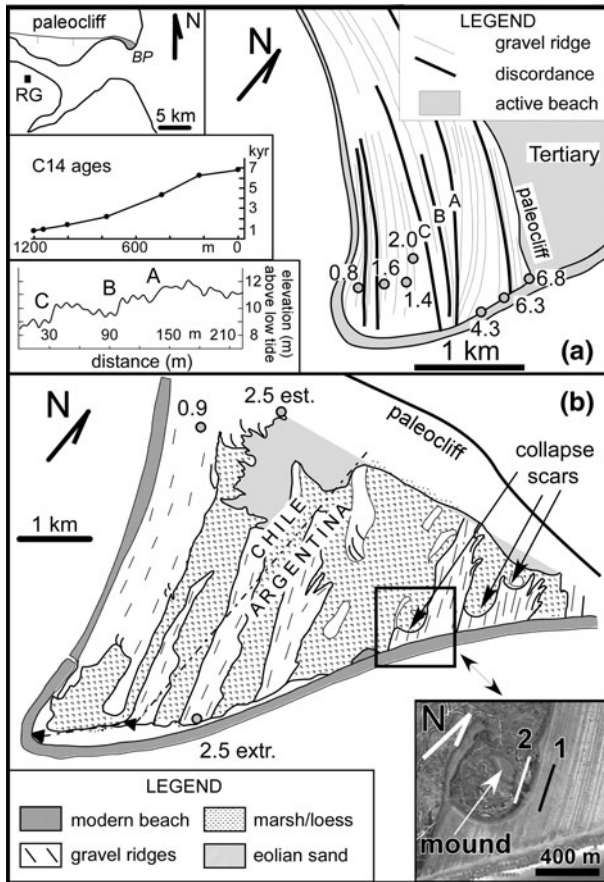 paleocliff
BP
N
RG
5 km
C14 ages
kyr
7
5
3
1
1200
600
m
0
C
B
A
12
10
8
elevation (m)
above low tide
30
90
150
m
210
distance (m)
N
LEGEND
gravel ridge
discordance
active beach
Tertiary
paleocliff
A
B
C
2.0
0.8
1.6
1.4
6.8
6.3
4.3
1 km
(a)
(b)
N
0.9
2.5 est.
paleocliff
collapse
scars
1 km
CHILE
ARGENTINA
2.5 extr.
LEGEND
modern beach
marsh/loess
gravel ridges
eolian sand
N
2
1
mound
400 m